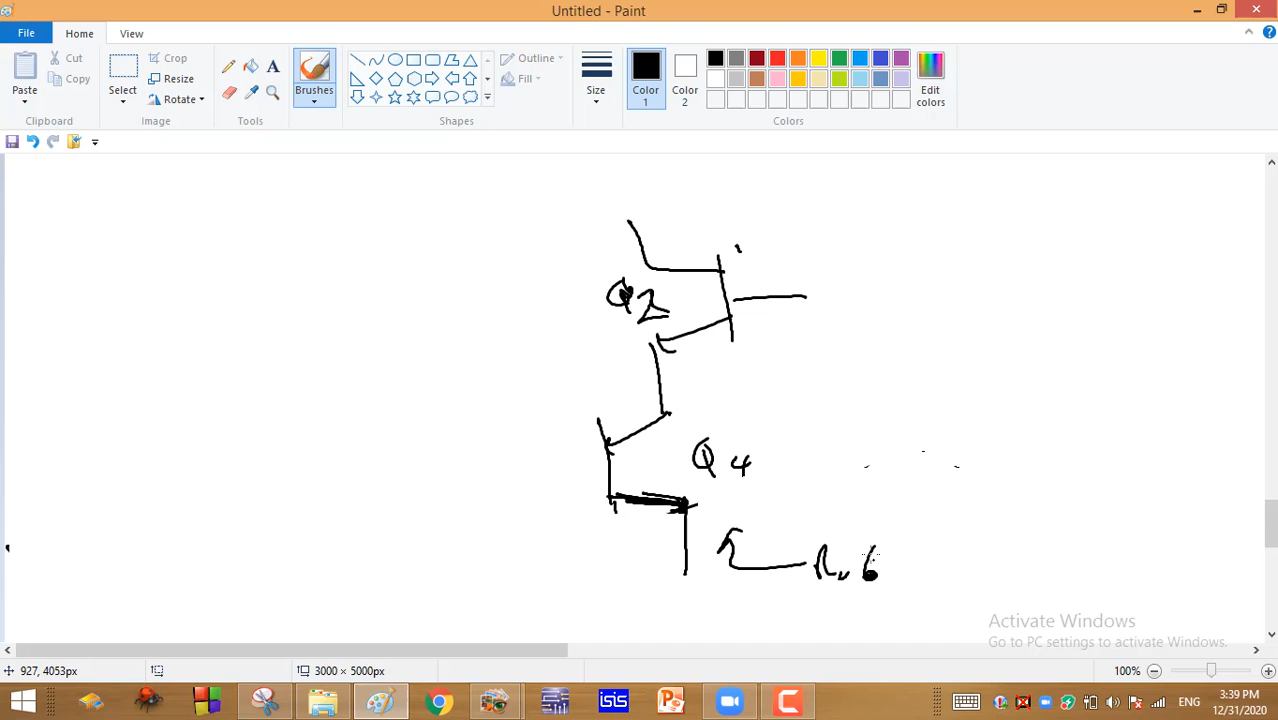 Untitled - Paint
File Home View
Paste
Cut
Copy
Clipboard
Select
Crop
Resize
Rotate
Image
Tools
Brushes
Outline
Fill
Shapes
Size
Color
1
Color
2
Edit
colors
Colors
Q2
Q4
Activate Windows
Go to PC settings to activate Windows.
927, 4053px
3000 × 5000px
100%
isis
ENG
3:39 PM
12/31/2020